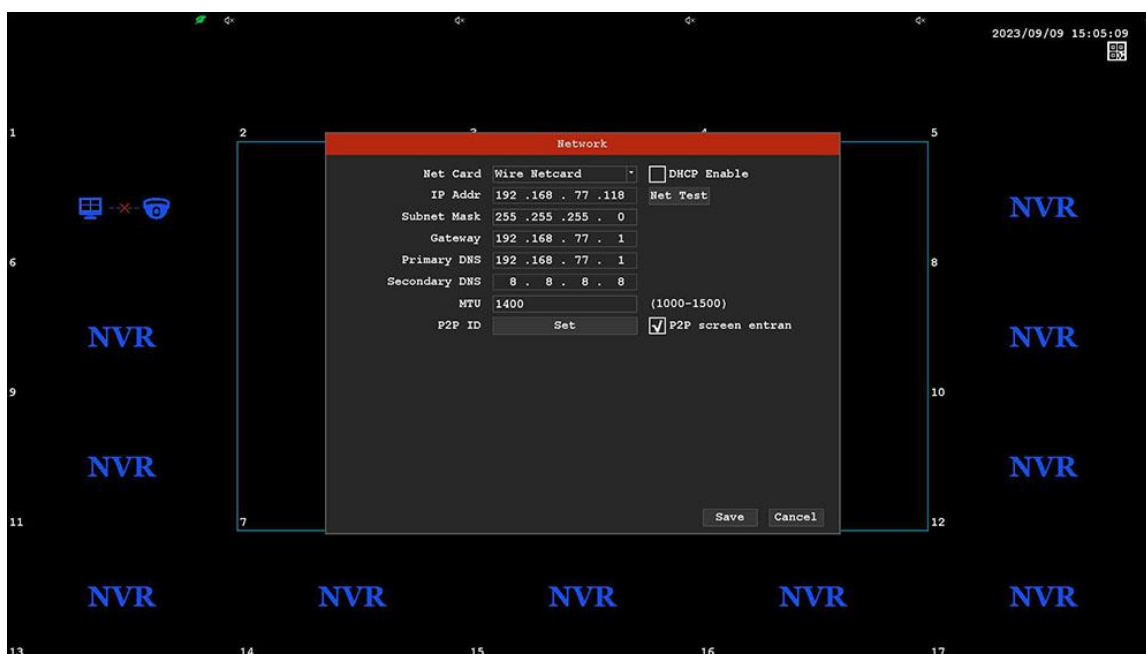 2023/09/09 15:05:09
1
2
5
Network
Net Card Wire Netcard DHCP Enable
IP Addr 192 .168 . 77 .118 Net Test
NVR
Subnet Mask 255 .255 .255 . 0
Gateway 192 .168 . 77 . 1
6
Primary DNS 192 .168 . 77 . 1
8
Secondary DNS 8 . 8 . 8 . 8
MTU 1400 (1000-1500)
P2P ID Set P2P screen entran
NVR NVR
9 10
NVR NVR
Save Cancel
11 7 12
NVR NVR NVR NVR NVR
13 14 15 16 17